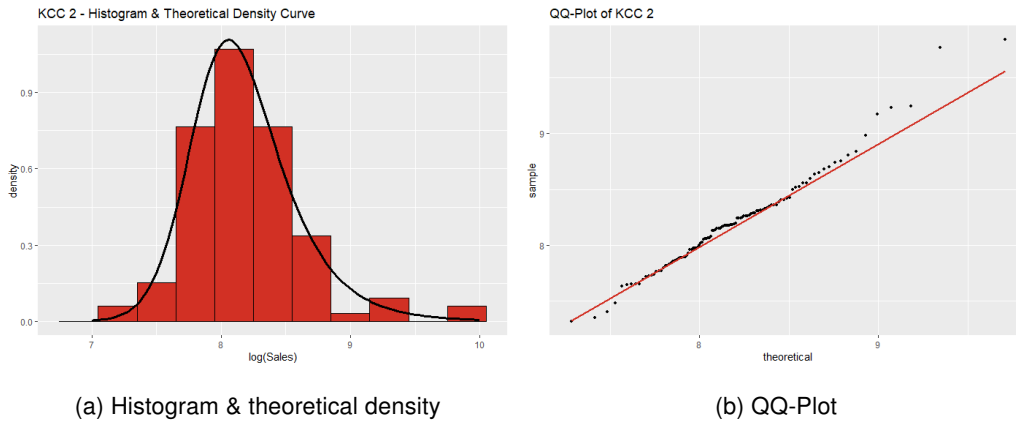 KCC 2 - Histogram & Theoretical Density Curve
density
0.9
0.6
0.3
0.0
7
8
9
10
log(Sales)
(a) Histogram & theoretical density
QQ-Plot of KCC 2
sample
9
8
8
9
theoretical
(b) QQ-Plot